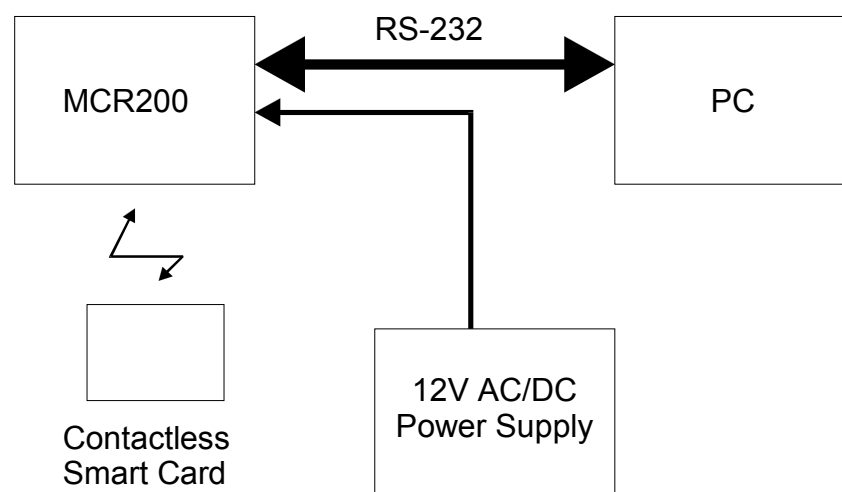 RS-232
MCR200
PC
12V AC/DC
Power Supply
Contactless
Smart Card